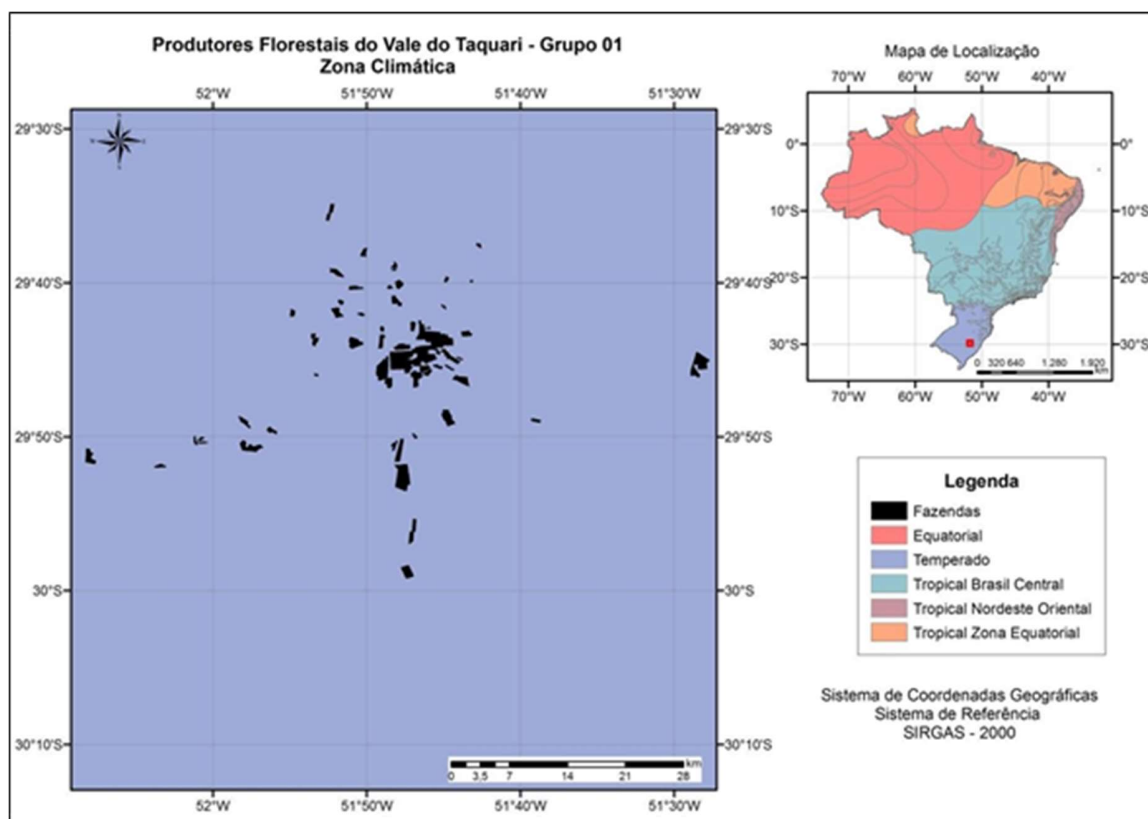 Produtores Florestais do Vale do Taquari - Grupo 01
Zona Climática
52°W 51°50'W 51°40'W 51°30'W
29°30'S 29°30'S
29°40'S 29°40'S
29°50'S 29°50'S
30°S 30°S
30°10'S 30°10'S
km
0 3,5 7 14 21 28
52°W 51°50'W 51°40'W 51°30'W
Mapa de Localização
70°W 60°W 50°W 40°W
0° 0°
10°S 10°S
20°S 20°S
30°S 30°S
0 320 640 1.280 1.920
km
70°W 60°W 50°W 40°W
Legenda
Fazendas
Equatorial
Temperado
Tropical Brasil Central
Tropical Nordeste Oriental
Tropical Zona Equatorial
Sistema de Coordenadas Geográficas
Sistema de Referência
SIRGAS - 2000